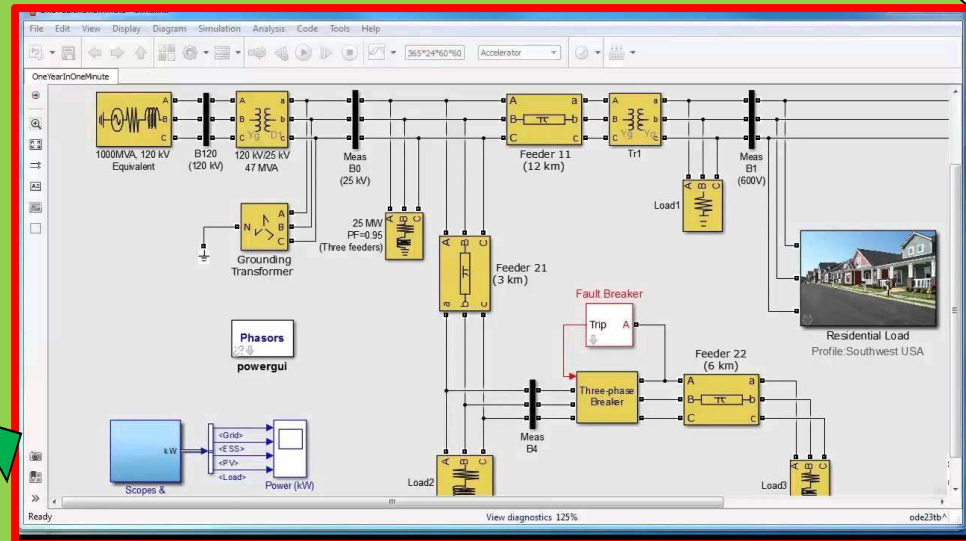 File Edit View Display Diagram Simulation Analysis Code Tools Help
365*24*60*60 Accelerator
OneYearInOneMinute
A A a A B C
B B b
C C c
Yg D1
1000MVA, 120 kV
Equivalent
B120
(120 kV)
120 kV/25 kV
47 MVA
Meas
B0
(25 kV)
A a
B b
C c
Feeder 11
(12 km)
A a
B b
C c
Yg Yg
Tr1
Meas
B1
(600V)
A B C
Load1
N A
B
C
Grounding
Transformer
25 MW
PF=0.95
(Three feeders)
A B C
a b c
Feeder 21
(3 km)
Fault Breaker
Trip A
Residential Load
Profile:Southwest USA
Phasors
powergui
Three-phase
Breaker
Feeder 22
(6 km)
A a
B b
C c
Meas
B4
kW
Scopes &
<Grid>
<ESS>
<PV>
<Load>
Power (kW)
A B C
Load2
A B C
Load3
Ready View diagnostics 125% ode23tb